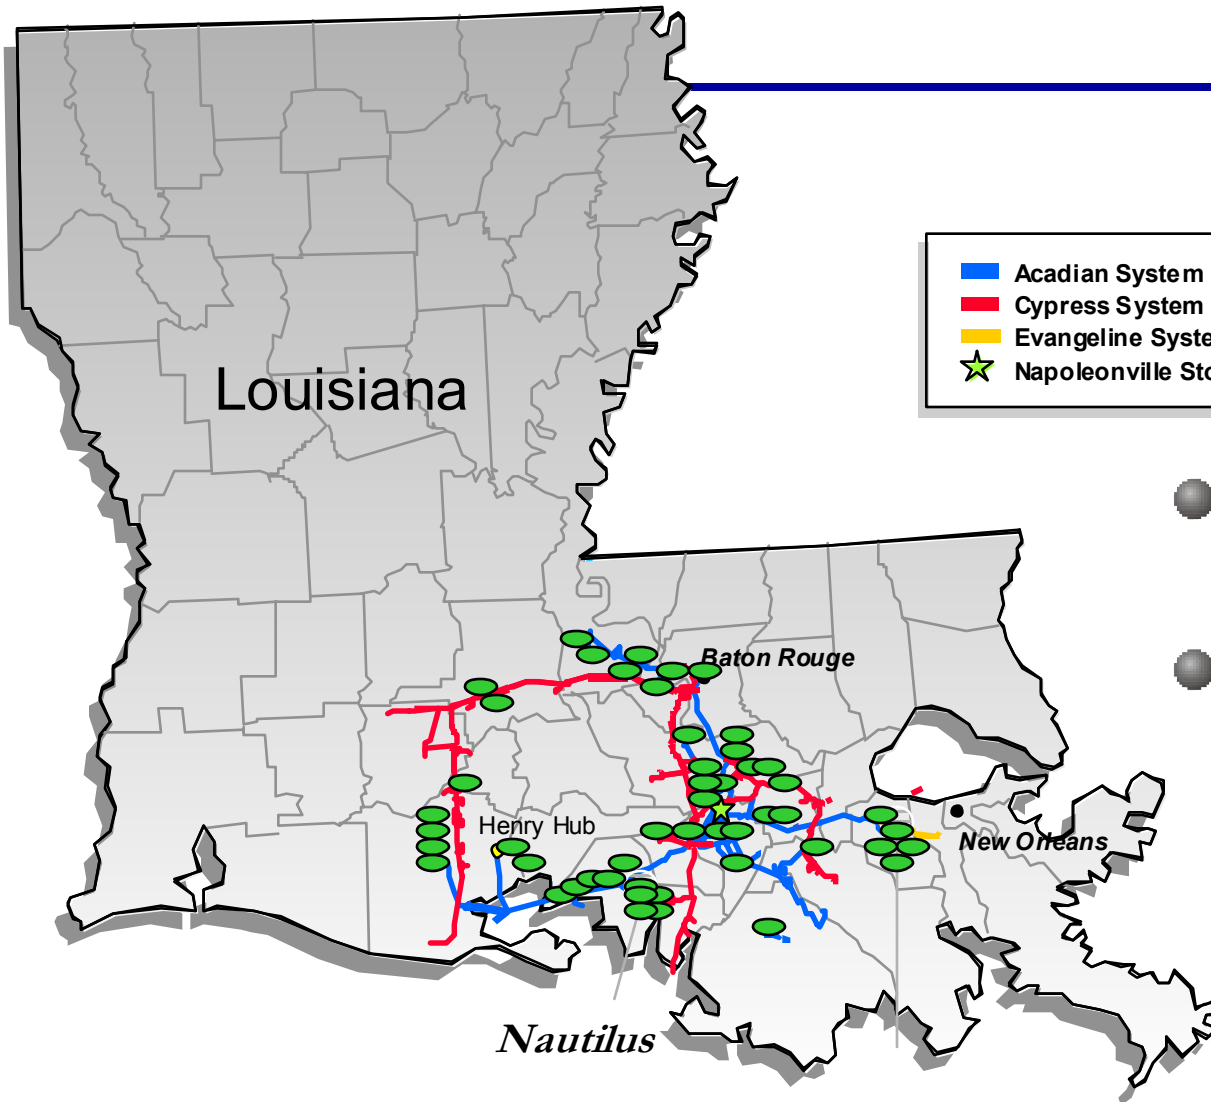 Acadian System
Cypress System
Evangeline Syste
Napoleonville Sto
Louisiana
Baton Rouge
Henry Hub
New Orleans
Nautilus